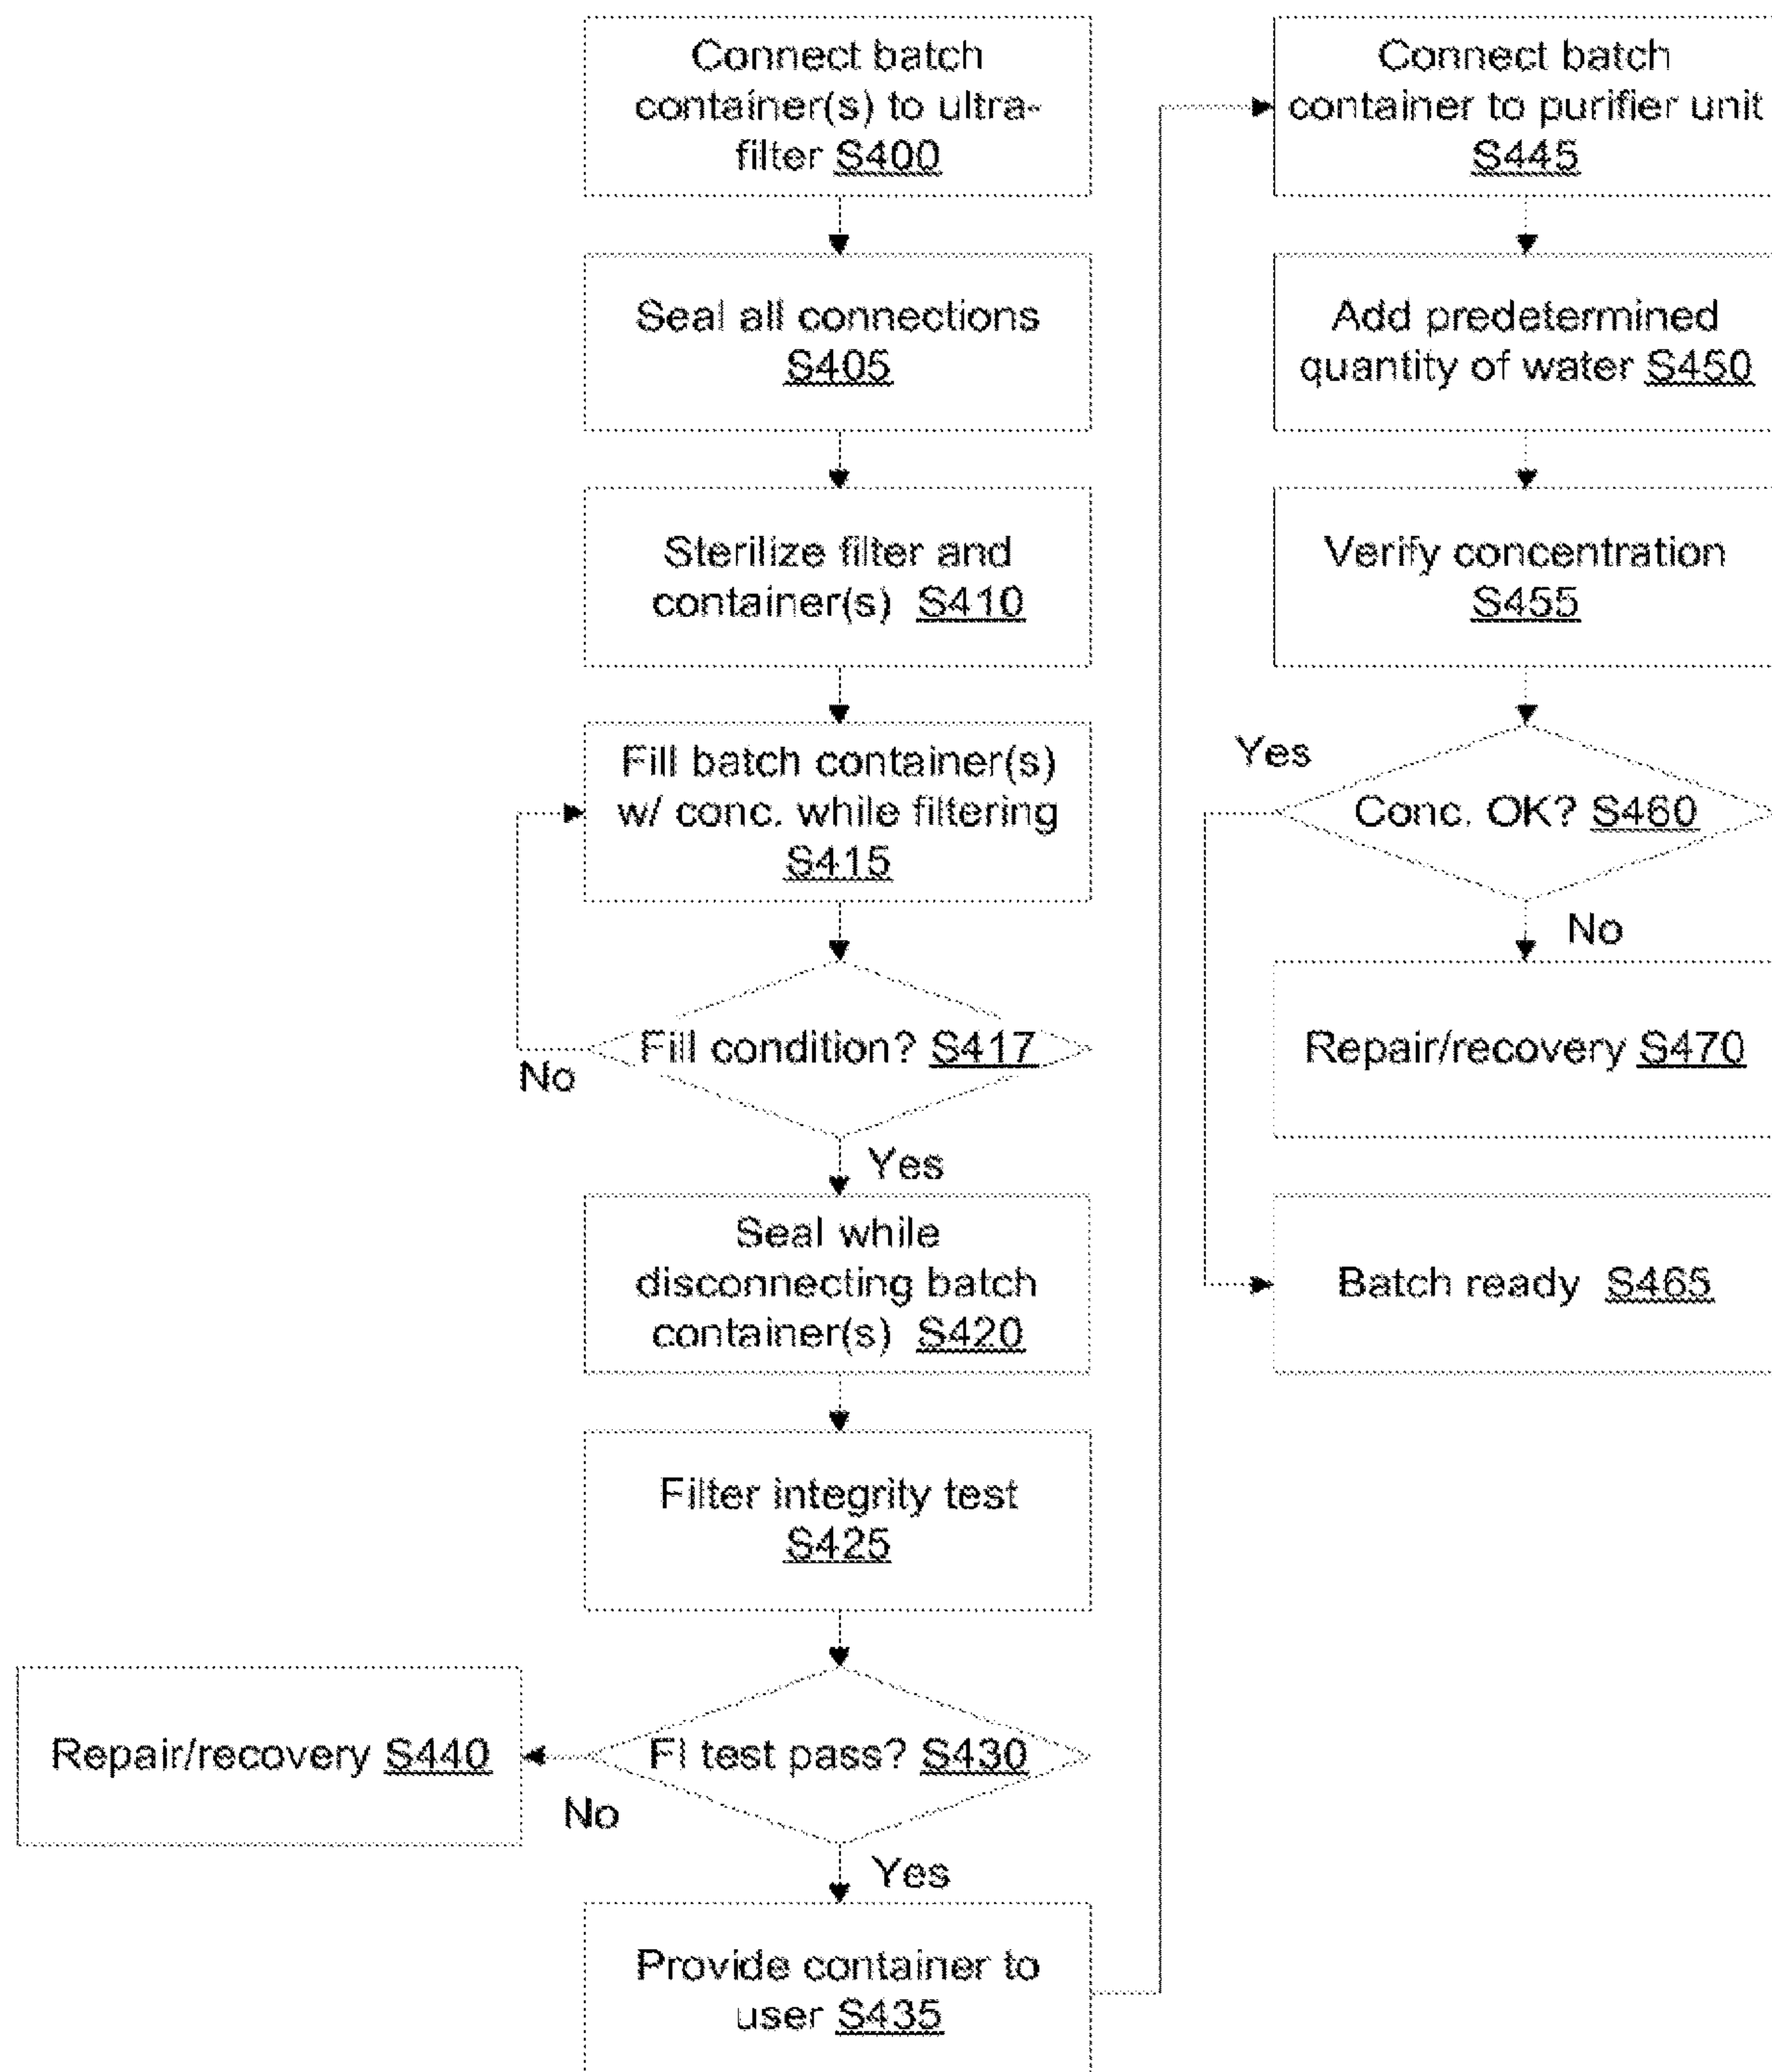 Connect batch
container(s) to ultra-
filter S400
Seal all connections
S405
Sterilize filter and
container(s) S410
Fill batch container(s)
w/ conc. while filtering
S415
Fill condition? S417
No
Yes
Seal while
disconnecting batch
container(s) S420
Filter integrity test
S425
FI test pass? S430
No
Repair/recovery S440
Yes
Provide container to
user S435
Connect batch
container to purifier unit
S445
Add predetermined
quantity of water S450
Verify concentration
S455
Conc. OK? S460
Yes
No
Repair/recovery S470
Batch ready S465